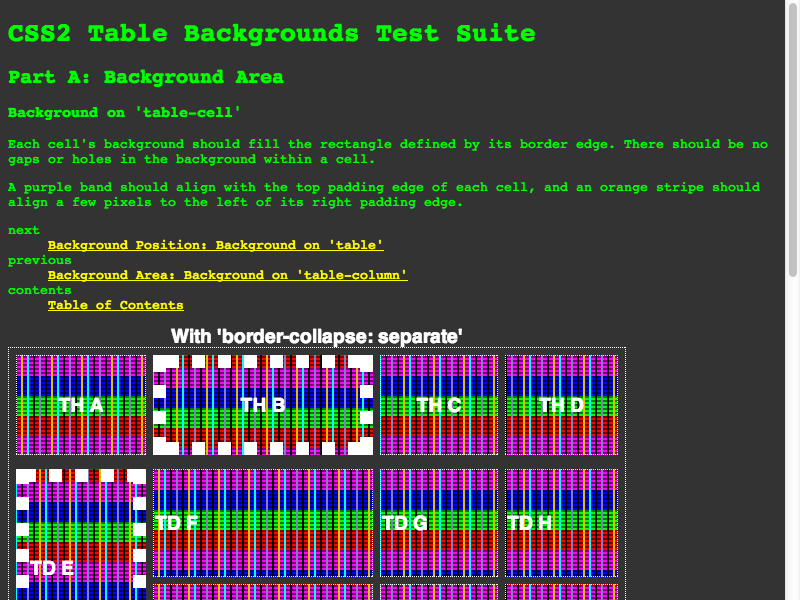 CSS2 Table Backgrounds Test Suite
Part A: Background Area
Background on 'table-cell'
Each cell's background should fill the rectangle defined by its border edge. There should be no
gaps or holes in the background within a cell.
A purple band should align with the top padding edge of each cell, and an orange stripe should
align a few pixels to the left of its right padding edge.
next
Background Position: Background on 'table'
previous
Background Area: Background on 'table-column'
contents
Table of Contents
With 'border-collapse: separate'
TH A TH B TH C TH D
TD F TD G TD H
TD E